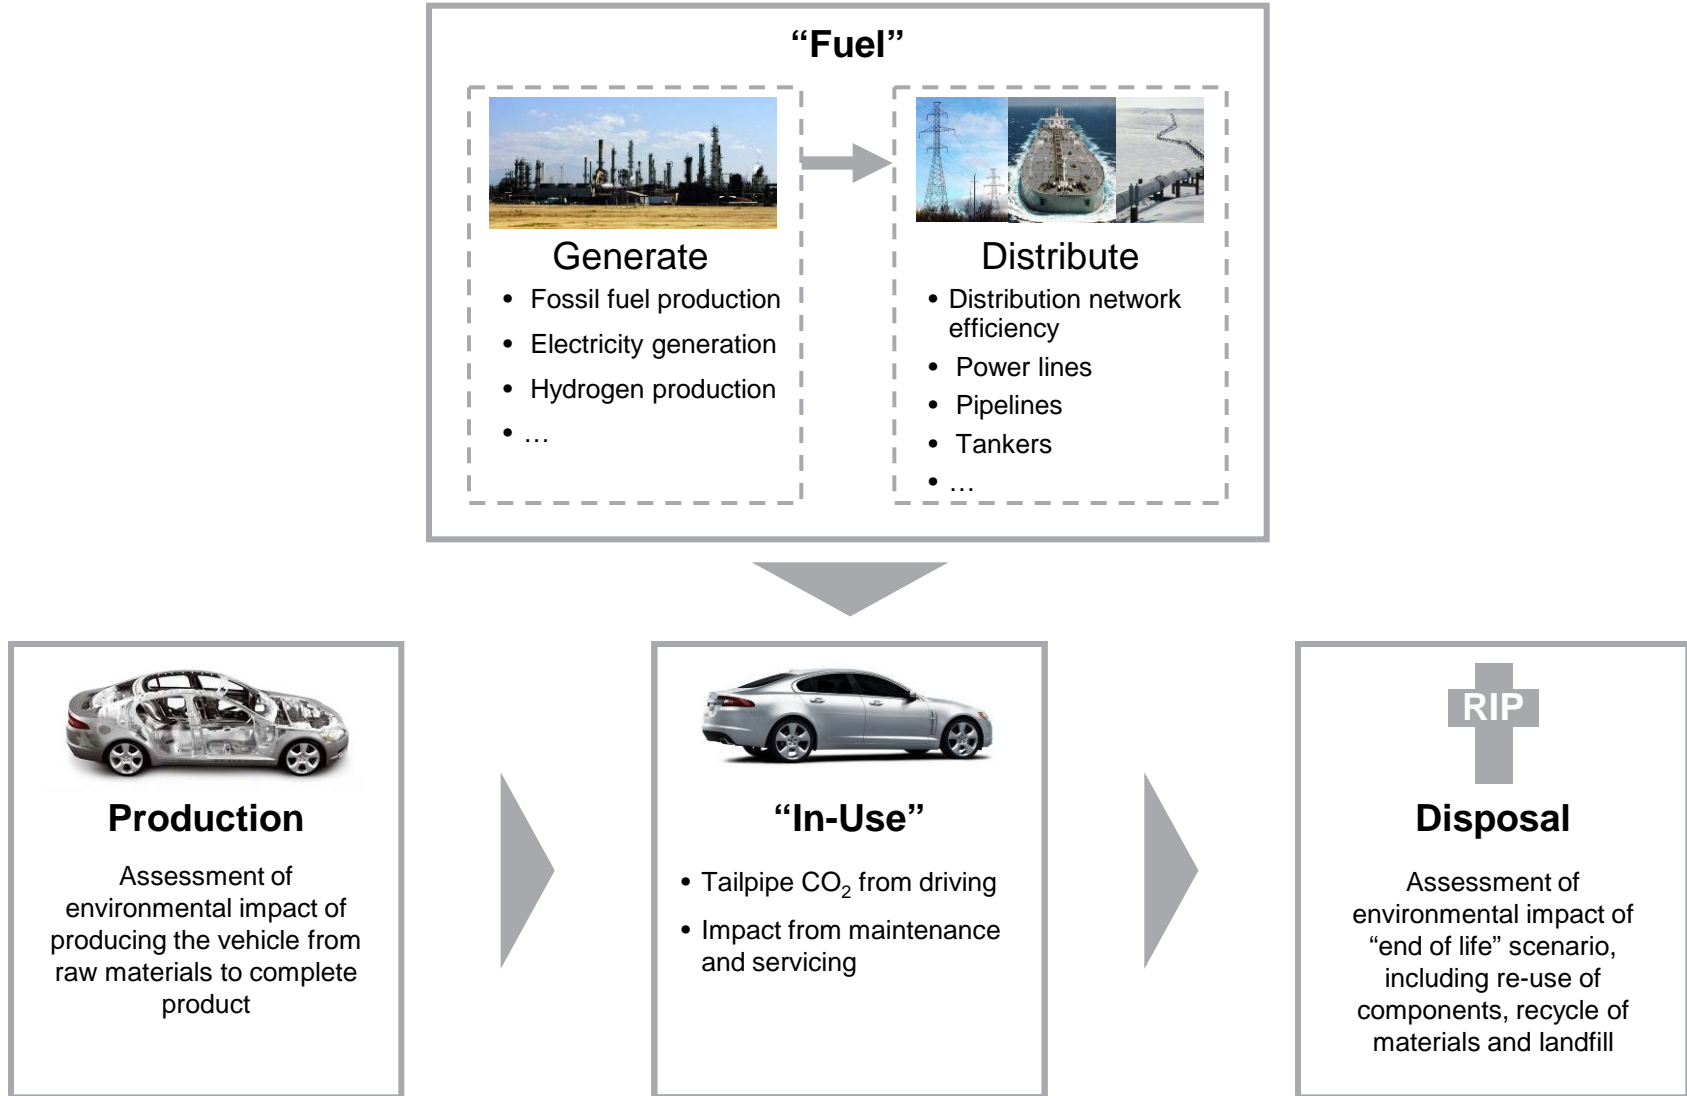 “Fuel”
Generate
• Fossil fuel production
• Electricity generation
• Hydrogen production
• …
Distribute
• Distribution network
efficiency
• Power lines
• Pipelines
• Tankers
• …
Production
Assessment of
environmental impact of
producing the vehicle from
raw materials to complete
product
“In-Use”
• Tailpipe CO₂ from driving
• Impact from maintenance
and servicing
RIP
Disposal
Assessment of
environmental impact of
“end of life” scenario,
including re-use of
components, recycle of
materials and landfill